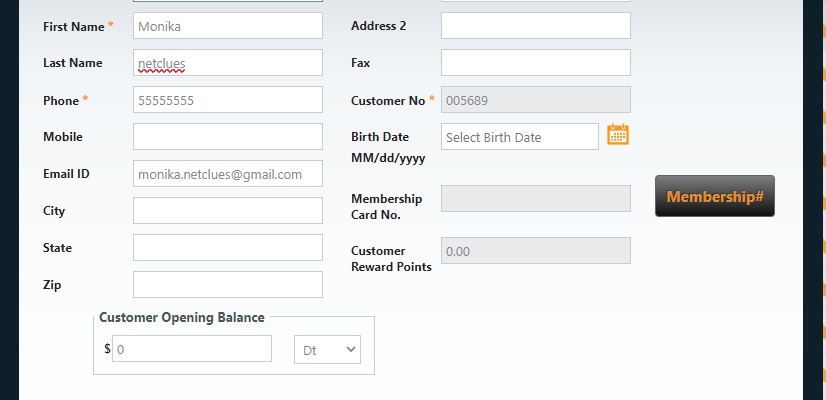 First Name * Monika
Address 2
Last Name netclues
Fax
Phone * 55555555
Customer No * 005689
Mobile
Birth Date Select Birth Date
MM/dd/yyyy
Email ID monika.netclues@gmail.com
Membership
Card No.
Membership#
City
State
Customer 0.00
Reward Points
Zip
Customer Opening Balance
$ 0 Dt